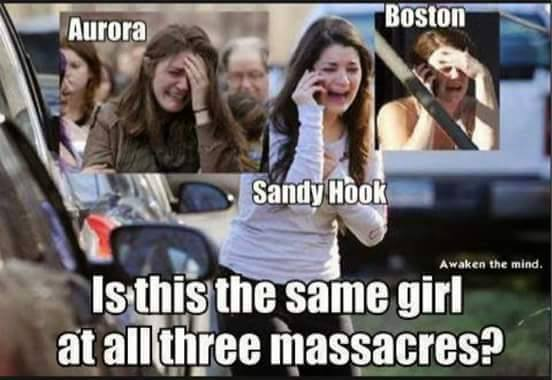 Aurora
Boston
Sandy Hook
Awaken the mind.
Is this the same girl
at all three massacres?